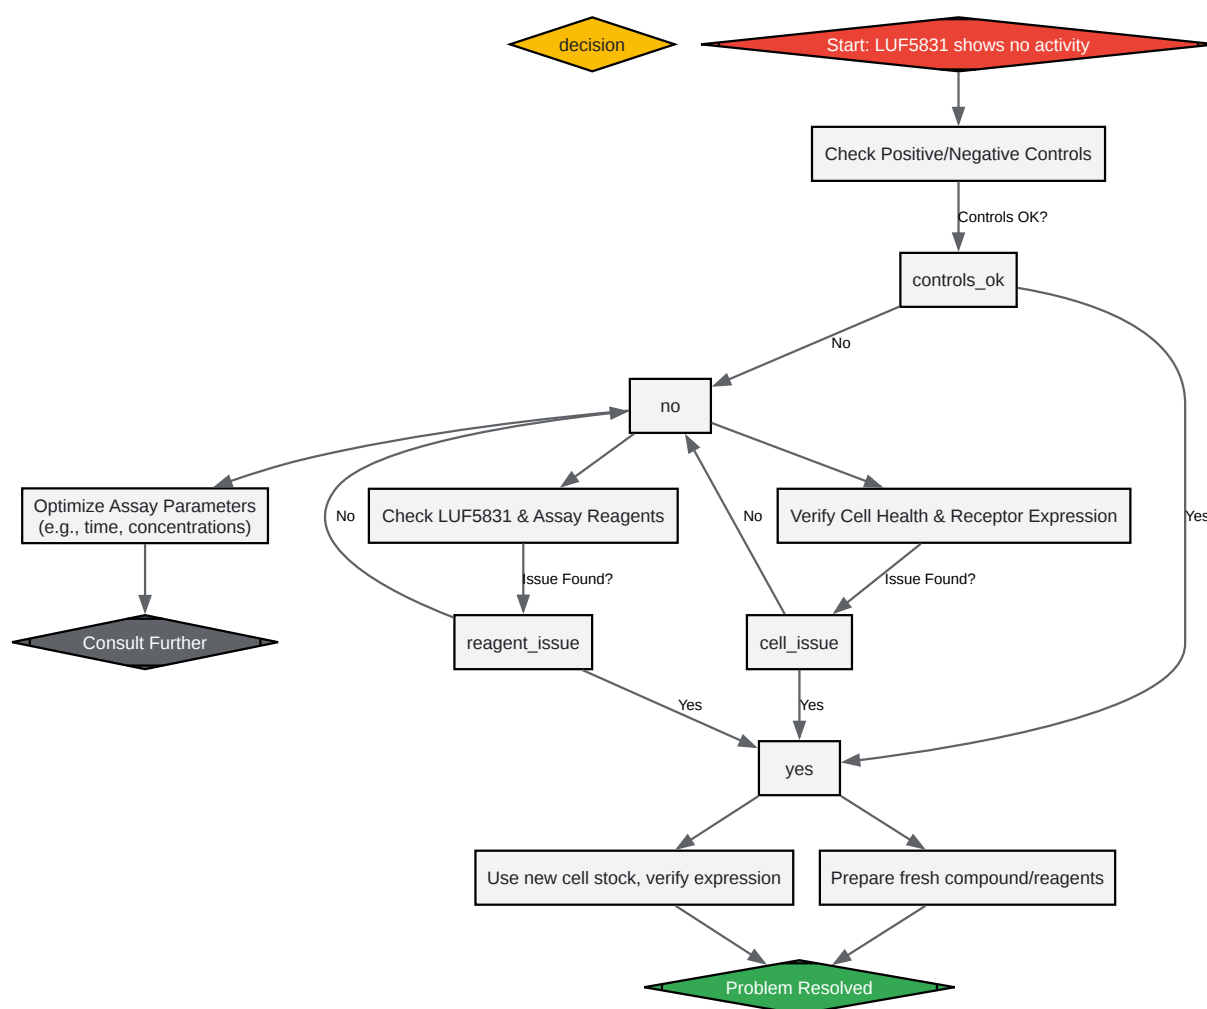 decision
Start: LUF5831 shows no activity
Check Positive/Negative Controls
Controls OK?
controls_ok
No
no
Optimize Assay Parameters
(e.g., time, concentrations)
No
Check LUF5831 & Assay Reagents
No
Verify Cell Health & Receptor Expression
Yes
Issue Found?
Issue Found?
Consult Further
reagent_issue
cell_issue
Yes
Yes
yes
Use new cell stock, verify expression
Prepare fresh compound/reagents
Problem Resolved